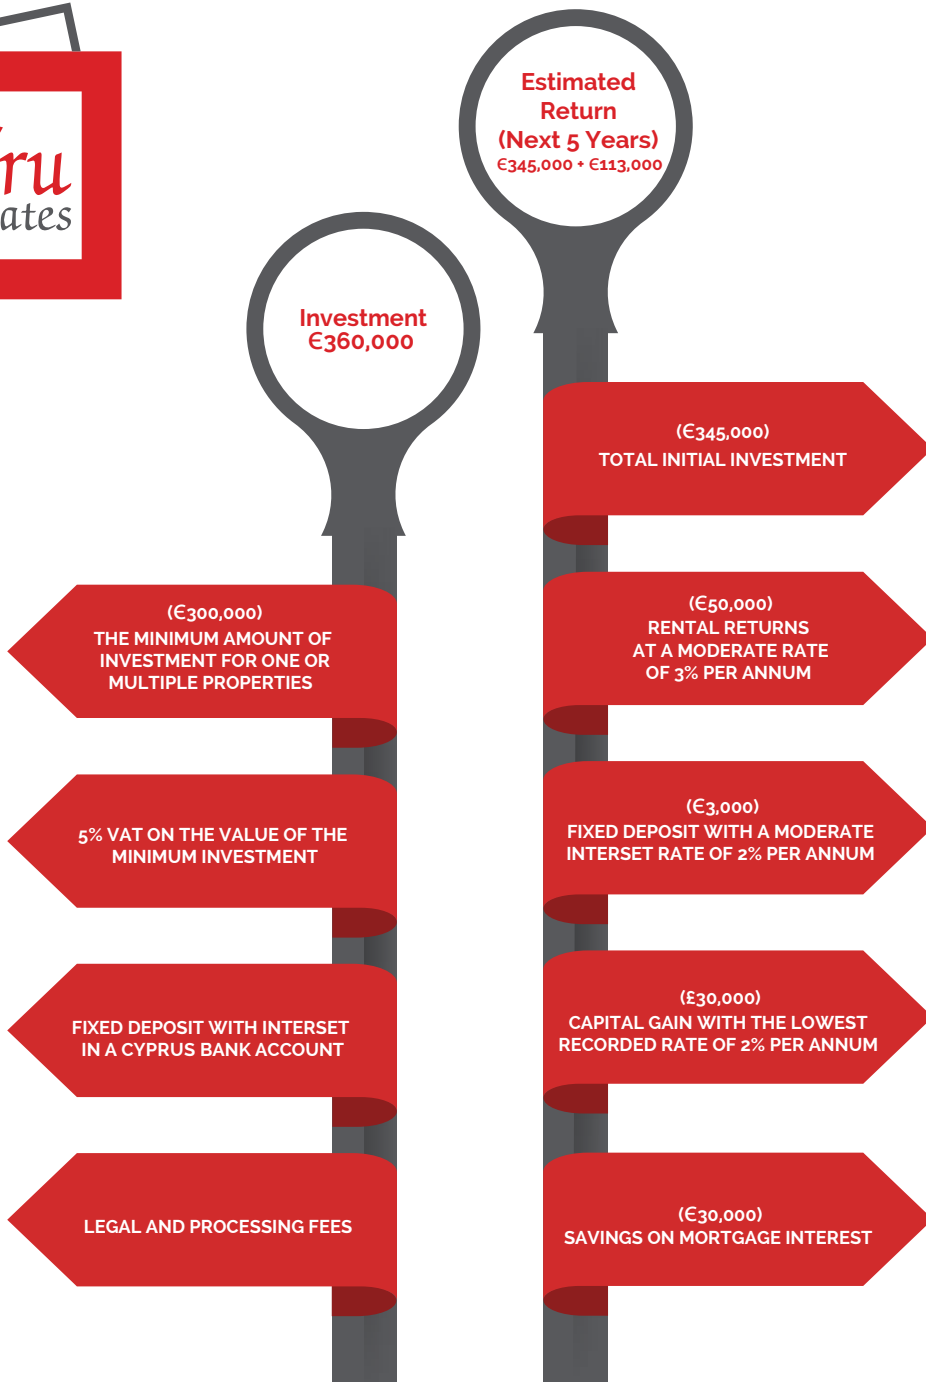 ru
ates
Estimated
Return
(Next 5 Years)
€345,000 + €113,000
Investment
€360,000
(€300,000)
THE MINIMUM AMOUNT OF
INVESTMENT FOR ONE OR
MULTIPLE PROPERTIES
5% VAT ON THE VALUE OF THE
MINIMUM INVESTMENT
FIXED DEPOSIT WITH INTERSET
IN A CYPRUS BANK ACCOUNT
LEGAL AND PROCESSING FEES
(€345,000)
TOTAL INITIAL INVESTMENT
(€50,000)
RENTAL RETURNS
AT A MODERATE RATE
OF 3% PER ANNUM
(€3,000)
FIXED DEPOSIT WITH A MODERATE
INTERSET RATE OF 2% PER ANNUM
(£30,000)
CAPITAL GAIN WITH THE LOWEST
RECORDED RATE OF 2% PER ANNUM
(€30,000)
SAVINGS ON MORTGAGE INTEREST